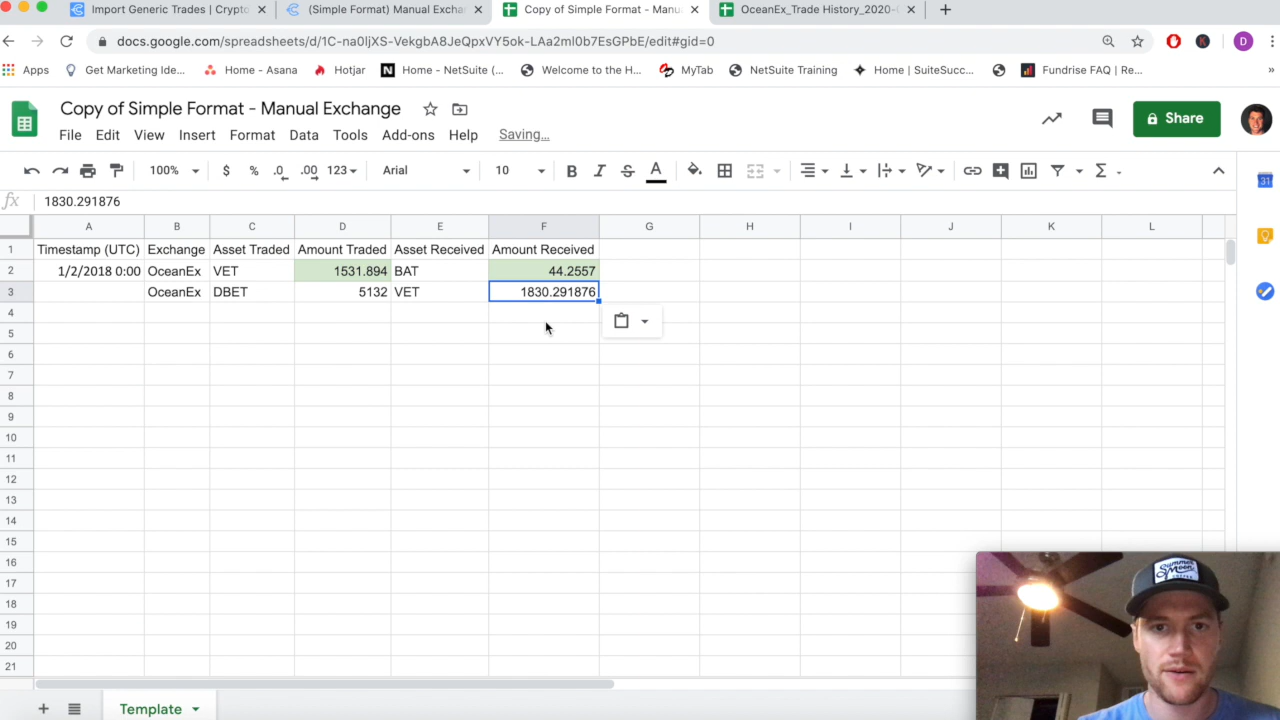 Import Generic Trades | Crypto
(Simple Format) Manual Exchan
Copy of Simple Format - Manu
OceanEx_Trade History_2020-
docs.google.com/spreadsheets/d/1C-na0ljXS-VekgbA8JeQpxVY5ok-LAa2ml0b7EsGPbE/edit#gid=0
D
Apps
Get Marketing Ide...
Home - Asana
Hotjar
Home - NetSuite (...
Welcome to the H...
MyTab
NetSuite Training
Home | SuiteSucc...
Fundrise FAQ | Re...
»
Copy of Simple Format - Manual Exchange
File Edit View Insert Format Data Tools Add-ons Help Saving...
Share
100% $ % .0 .00 123 Arial 10 B I S A Σ
31
fx 1830.291876
A B C D E F G H I J K L
1 Timestamp (UTC) Exchange Asset Traded Amount Traded Asset Received Amount Received
2 1/2/2018 0:00 OceanEx VET 1531.894 BAT 44.2557
3 OceanEx DBET 5132 VET 1830.291876
4
5
6
7
8
9
10
11
12
13
14
15
16
17
18
19
20
21
SUMMER MOON
Template